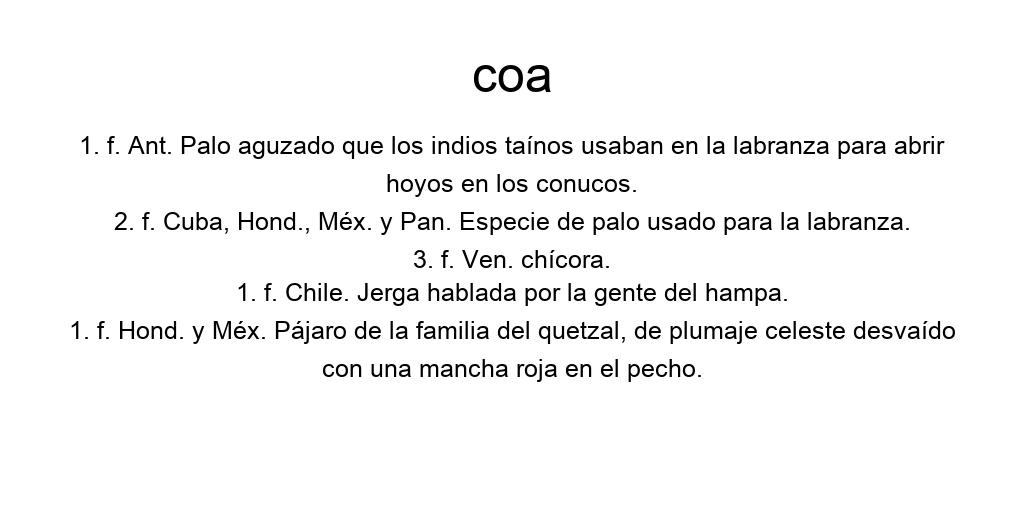 coa
1. f. Ant. Palo aguzado que los indios taínos usaban en la labranza para abrir
hoyos en los conucos.
2. f. Cuba, Hond., Méx. y Pan. Especie de palo usado para la labranza.
3. f. Ven. chícora.
1. f. Chile. Jerga hablada por la gente del hampa.
1. f. Hond. y Méx. Pájaro de la familia del quetzal, de plumaje celeste desvaído
con una mancha roja en el pecho.